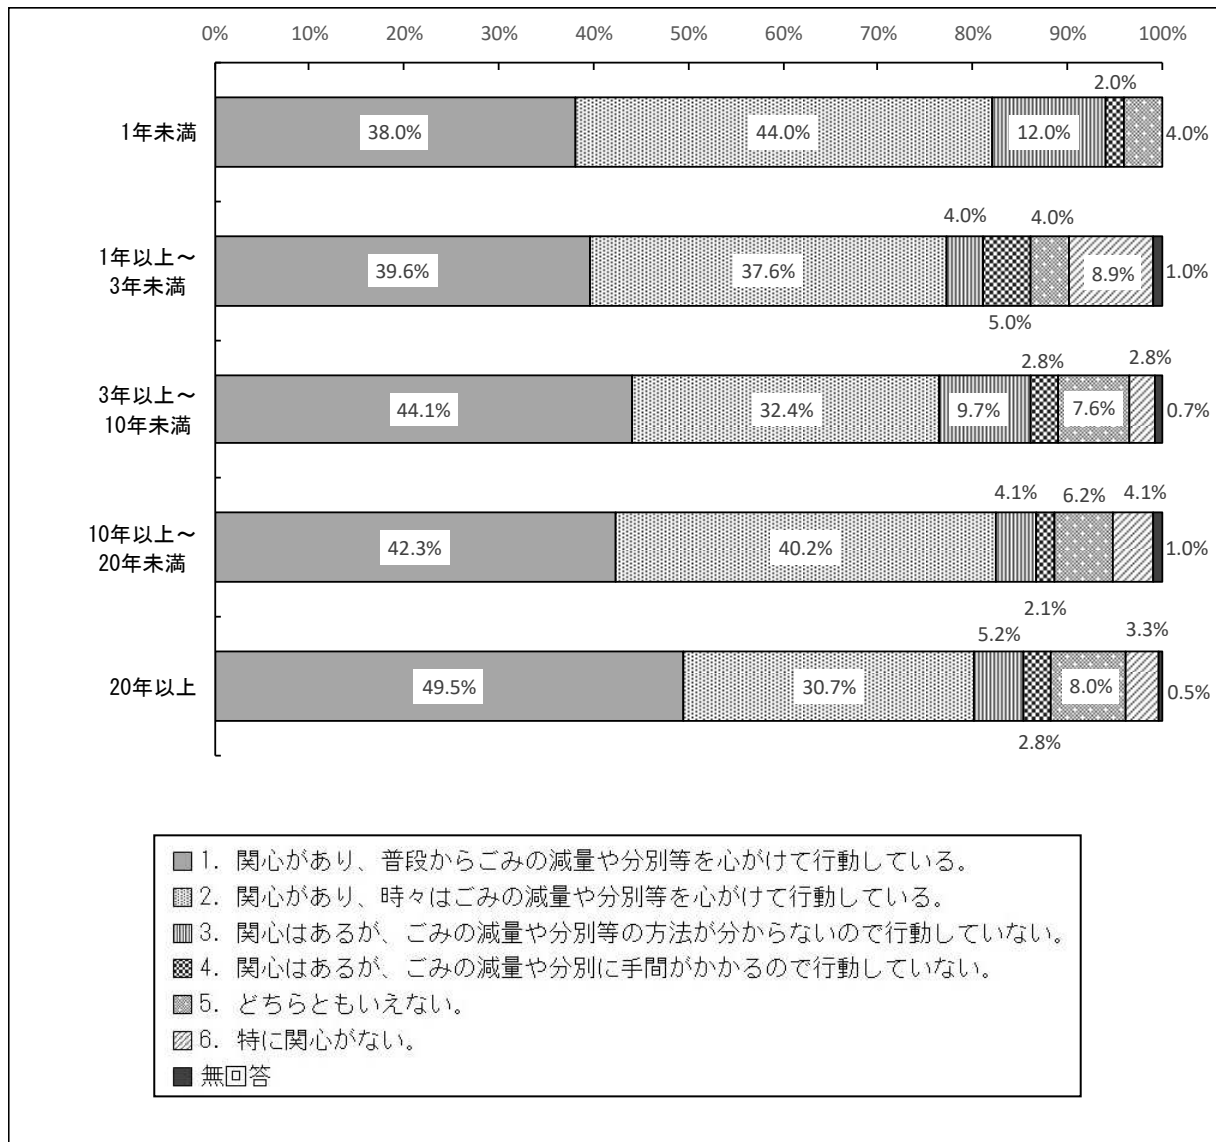 0% 10% 20% 30% 40% 50% 60% 70% 80% 90% 100%
2.0%
1年未満 38.0% 44.0% 12.0% 4.0%
4.0% 4.0%
1年以上～
3年未満
39.6% 37.6% 8.9% 1.0%
5.0%
2.8% 2.8%
3年以上～
10年未満
44.1% 32.4% 9.7% 7.6% 0.7%
4.1% 6.2% 4.1%
10年以上～
20年未満
42.3% 40.2% 1.0%
2.1%
5.2% 3.3%
20年以上 49.5% 30.7% 8.0% 0.5%
2.8%
1. 関心があり、普段からごみの減量や分別等を心がけて行動している。
2. 関心があり、時々はごみの減量や分別等を心がけて行動している。
3. 関心はあるが、ごみの減量や分別等の方法が分からないので行動していない。
4. 関心はあるが、ごみの減量や分別に手間がかかるので行動していない。
5. どちらともいえない。
6. 特に関心がない。
無回答